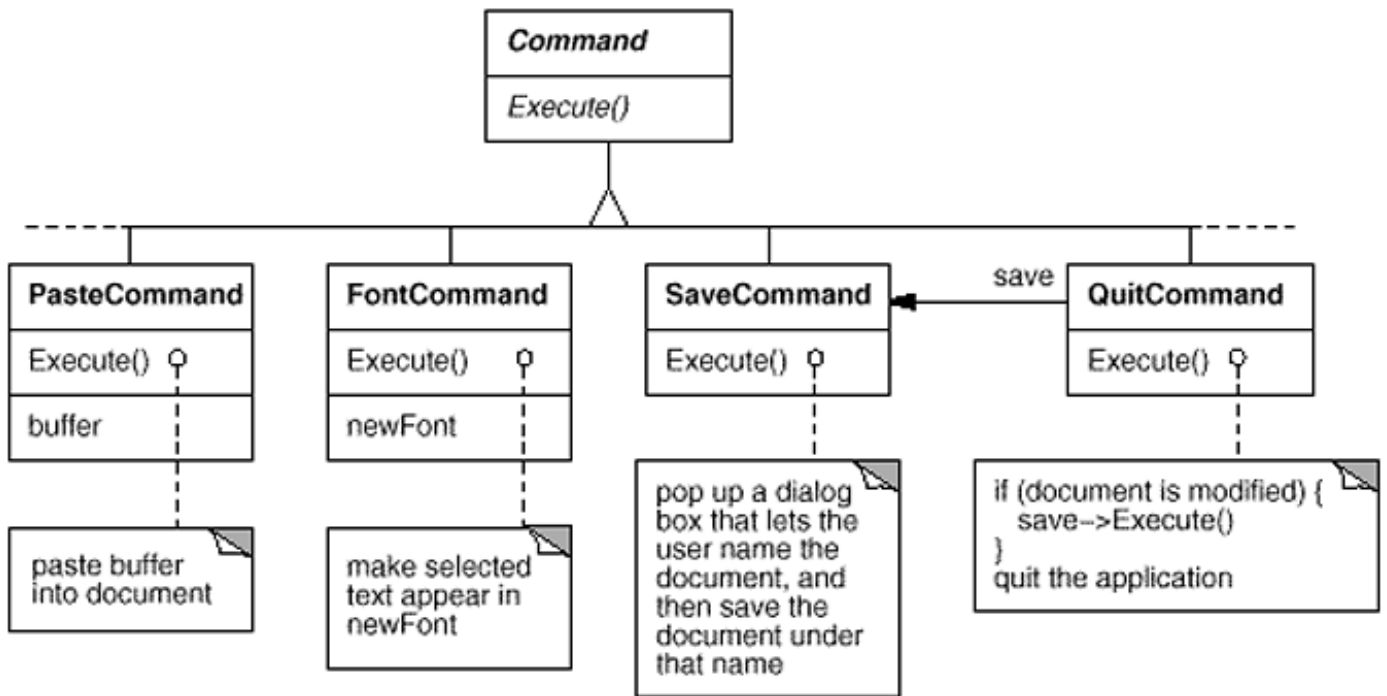 Command
Execute()
PasteCommand
Execute()
buffer
paste buffer
into document
FontCommand
Execute()
newFont
make selected
text appear in
newFont
SaveCommand
Execute()
pop up a dialog
box that lets the
user name the
document, and
then save the
document under
that name
save
QuitCommand
Execute()
if (document is modified) {
save->Execute()
}
quit the application